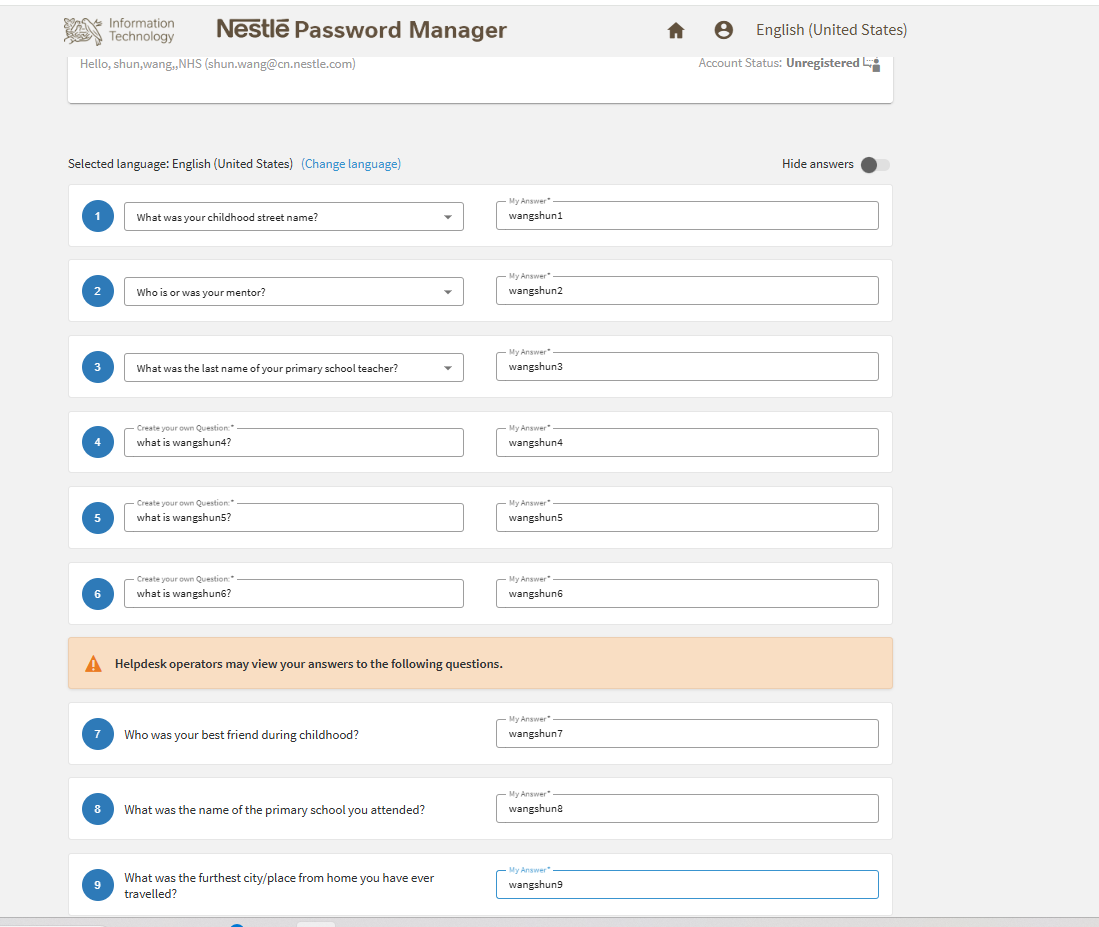 Information
Technology
Nestlé Password Manager
English (United States)
Hello, shun,wang,,NHS (shun.wang@cn.nestle.com)
Account Status: Unregistered
Selected language: English (United States) (Change language)
Hide answers
1
What was your childhood street name?
My Answer*
wangshun1
2
Who is or was your mentor?
My Answer*
wangshun2
3
What was the last name of your primary school teacher?
My Answer*
wangshun3
4
Create your own Question:*
what is wangshun4?
My Answer*
wangshun4
5
Create your own Question:*
what is wangshun5?
My Answer*
wangshun5
6
Create your own Question:*
what is wangshun6?
My Answer*
wangshun6
Helpdesk operators may view your answers to the following questions.
7
Who was your best friend during childhood?
My Answer*
wangshun7
8
What was the name of the primary school you attended?
My Answer*
wangshun8
9
What was the furthest city/place from home you have ever
travelled?
My Answer*
wangshun9